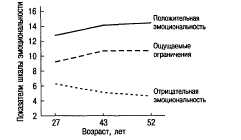 Показатели шкалы эмоциональности
16
14
12
10
8
6
4
2
Положительная
эмоциональность
Ощущаемые
ограничения
Отрицательная
эмоциональность
27
43
52
Возраст, лет